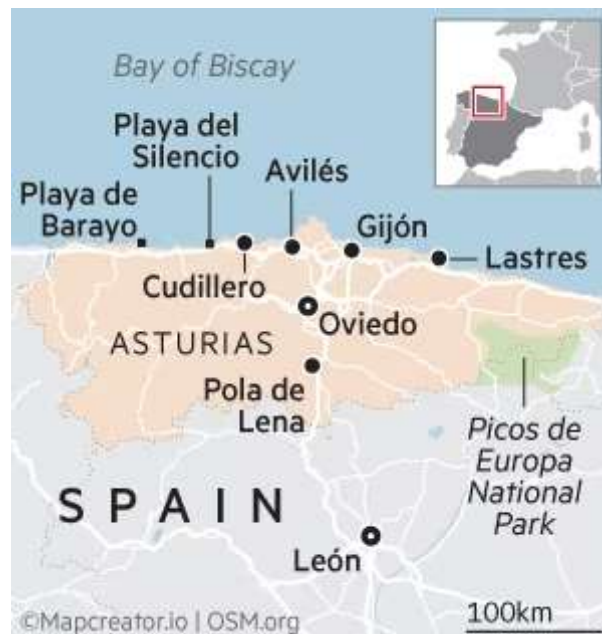 Bay of Biscay
Playa del
Silencio
Avilés
Playa de
Barayo
Gijón
Lastres
Cudillero
Oviedo
ASTURIAS
Pola de
Lena
Picos de
Europa
National
Park
SPAIN
León
©Mapcreator.io | OSM.org
100km